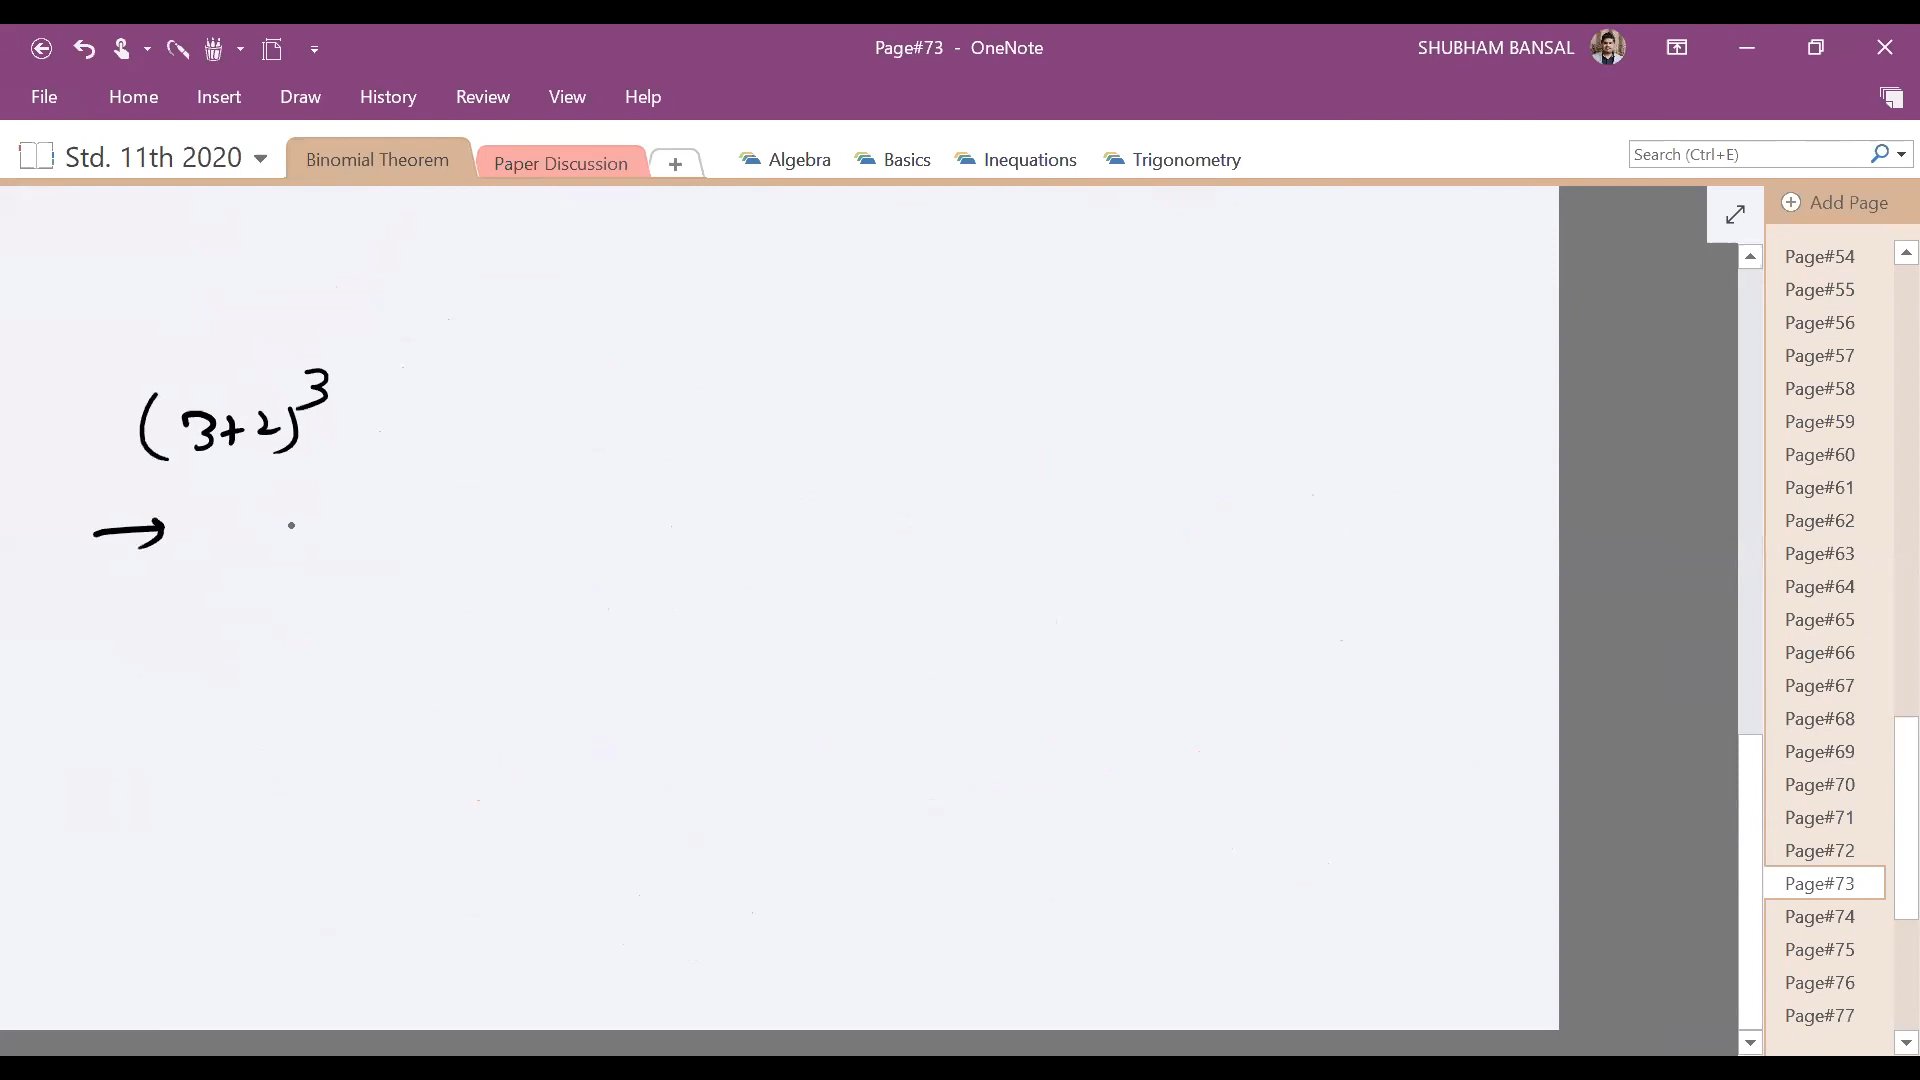 Page#73 - OneNote
SHUBHAM BANSAL
File Home Insert Draw History Review View Help
Std. 11th 2020
Binomial Theorem
Paper Discussion
+
Algebra
Basics
Inequations
Trigonometry
Search (Ctrl+E)
(3+2)^3
→
Add Page
Page#54
Page#55
Page#56
Page#57
Page#58
Page#59
Page#60
Page#61
Page#62
Page#63
Page#64
Page#65
Page#66
Page#67
Page#68
Page#69
Page#70
Page#71
Page#72
Page#73
Page#74
Page#75
Page#76
Page#77